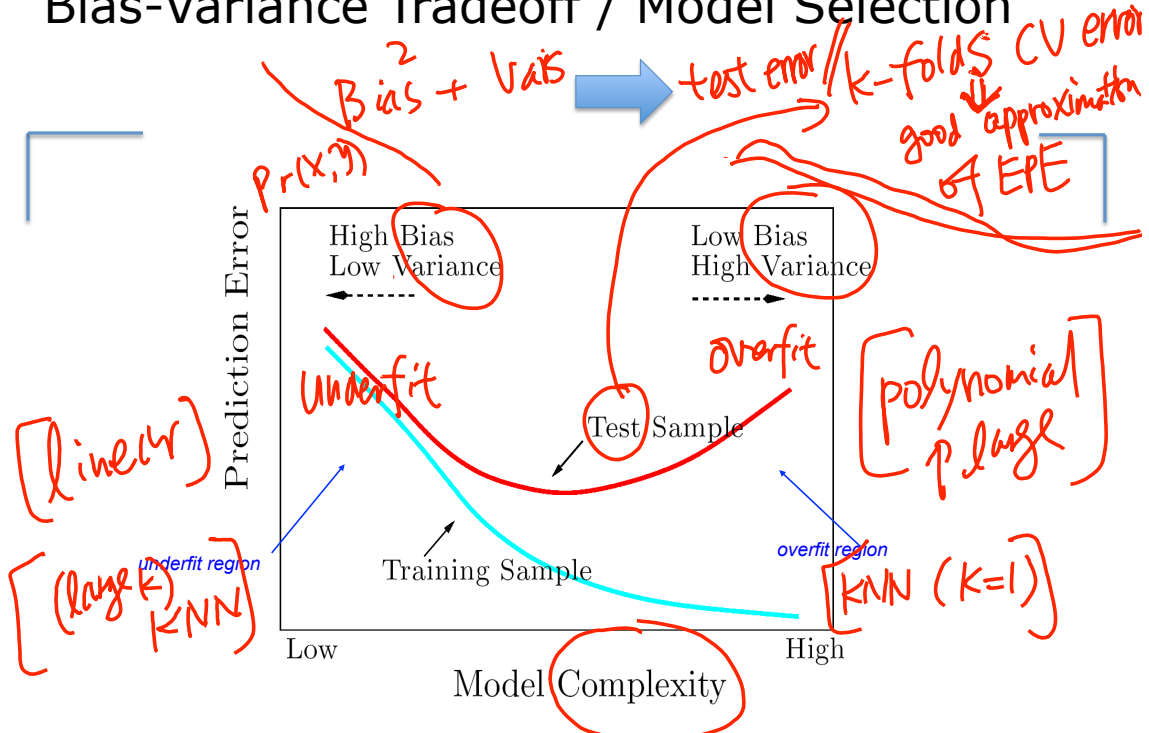 Bias-Variance Tradeoff / Model Selection
Bias² + Vars
test error // k-folds CV error
good approximation
of EPE
Pr(x,y)
High Bias
Low Variance
Low Bias
High Variance
Prediction Error
underfit
overfit
Test Sample
[linear]
[polynomial
p large]
underfit region
overfit region
Training Sample
[(large k)
KNN]
[KNN (K=1)]
Low
High
Model Complexity